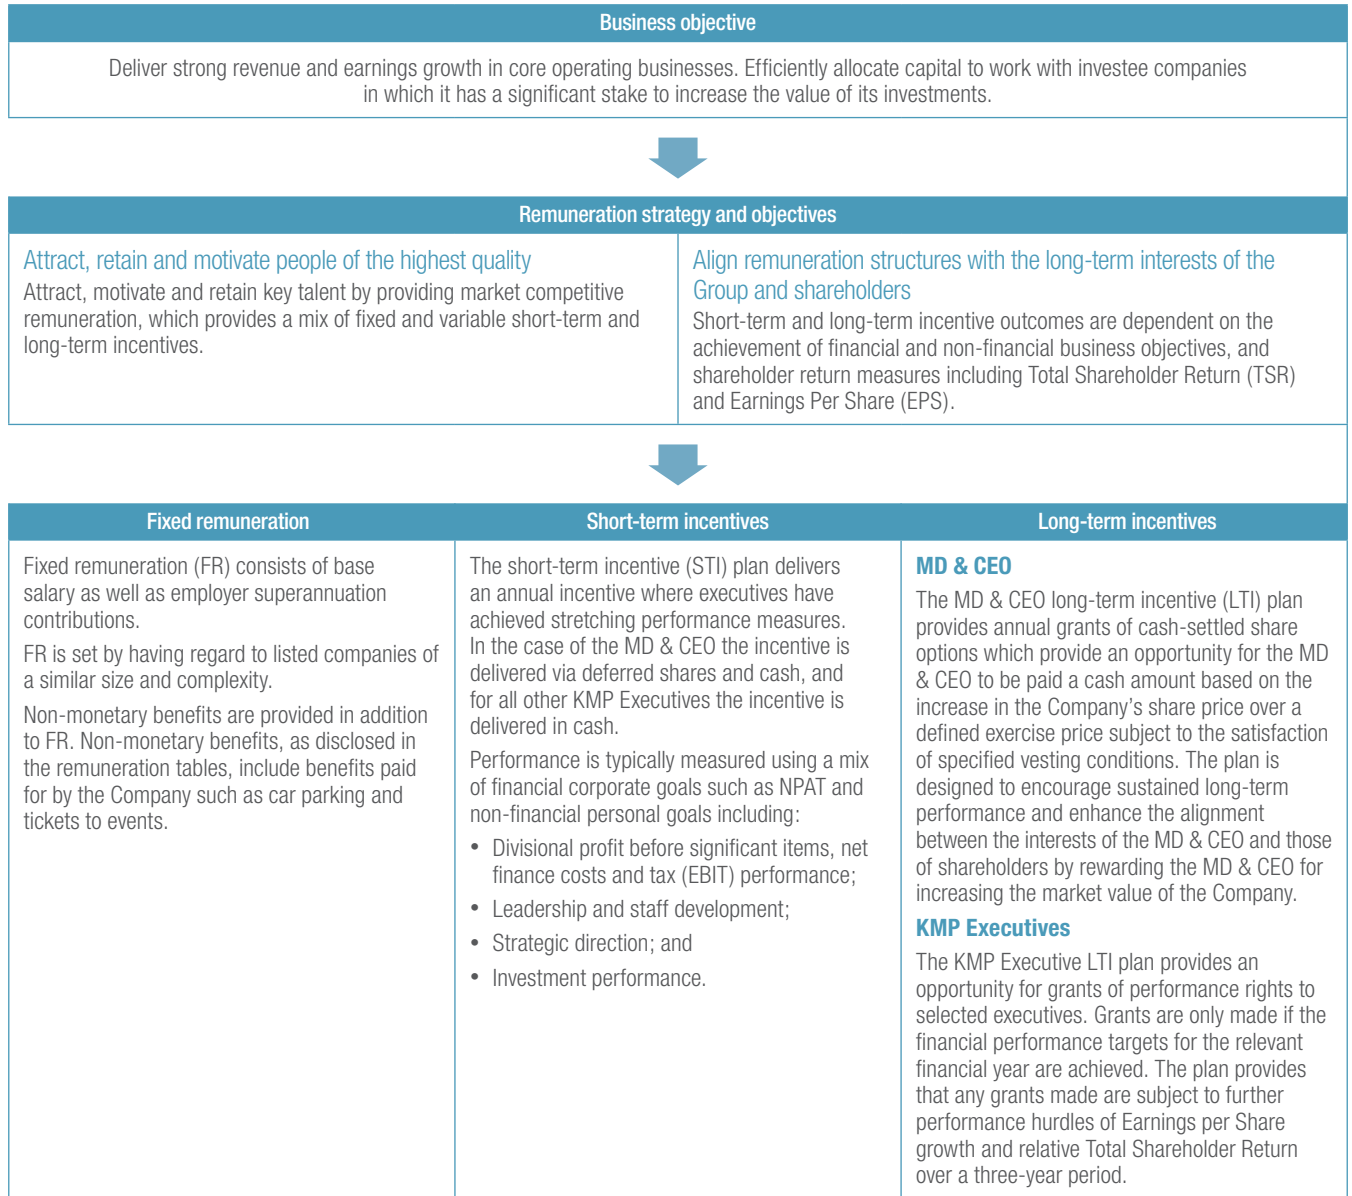 Business objective
Deliver strong revenue and earnings growth in core operating businesses. Efficiently allocate capital to work with investee companies
in which it has a significant stake to increase the value of its investments.
Remuneration strategy and objectives
Attract, retain and motivate people of the highest quality
Attract, motivate and retain key talent by providing market competitive
remuneration, which provides a mix of fixed and variable short-term and
long-term incentives.
Align remuneration structures with the long-term interests of the
Group and shareholders
Short-term and long-term incentive outcomes are dependent on the
achievement of financial and non-financial business objectives, and
shareholder return measures including Total Shareholder Return (TSR)
and Earnings Per Share (EPS).
Fixed remuneration
Fixed remuneration (FR) consists of base
salary as well as employer superannuation
contributions.
FR is set by having regard to listed companies of
a similar size and complexity.
Non-monetary benefits are provided in addition
to FR. Non-monetary benefits, as disclosed in
the remuneration tables, include benefits paid
for by the Company such as car parking and
tickets to events.
Short-term incentives
The short-term incentive (STI) plan delivers
an annual incentive where executives have
achieved stretching performance measures.
In the case of the MD & CEO the incentive is
delivered via deferred shares and cash, and
for all other KMP Executives the incentive is
delivered in cash.
Performance is typically measured using a mix
of financial corporate goals such as NPAT and
non-financial personal goals including:
• Divisional profit before significant items, net
finance costs and tax (EBIT) performance;
• Leadership and staff development;
• Strategic direction; and
• Investment performance.
Long-term incentives
MD & CEO
The MD & CEO long-term incentive (LTI) plan
provides annual grants of cash-settled share
options which provide an opportunity for the MD
& CEO to be paid a cash amount based on the
increase in the Company's share price over a
defined exercise price subject to the satisfaction
of specified vesting conditions. The plan is
designed to encourage sustained long-term
performance and enhance the alignment
between the interests of the MD & CEO and those
of shareholders by rewarding the MD & CEO for
increasing the market value of the Company.
KMP Executives
The KMP Executive LTI plan provides an
opportunity for grants of performance rights to
selected executives. Grants are only made if the
financial performance targets for the relevant
financial year are achieved. The plan provides
that any grants made are subject to further
performance hurdles of Earnings per Share
growth and relative Total Shareholder Return
over a three-year period.